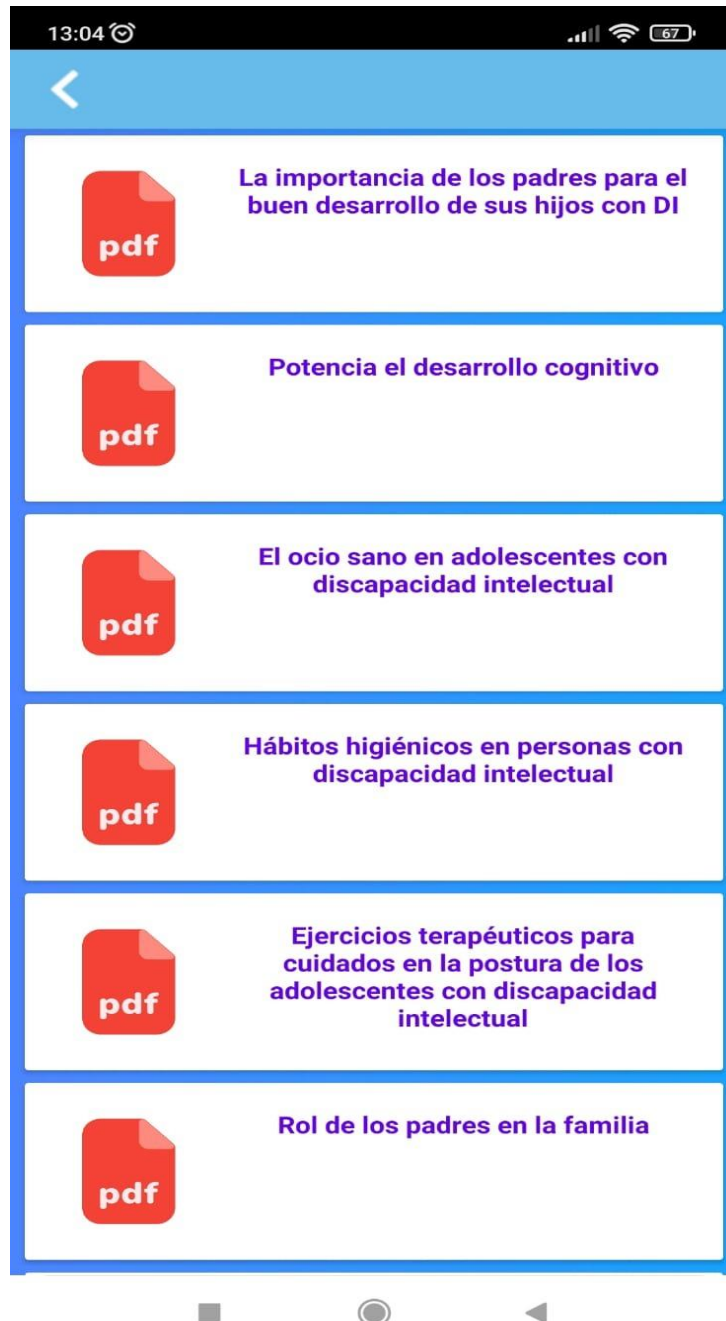 13:04
67
pdf
La importancia de los padres para el
buen desarrollo de sus hijos con DI
pdf
Potencia el desarrollo cognitivo
pdf
El ocio sano en adolescentes con
discapacidad intelectual
pdf
Hábitos higiénicos en personas con
discapacidad intelectual
pdf
Ejercicios terapéuticos para
cuidados en la postura de los
adolescentes con discapacidad
intelectual
pdf
Rol de los padres en la familia